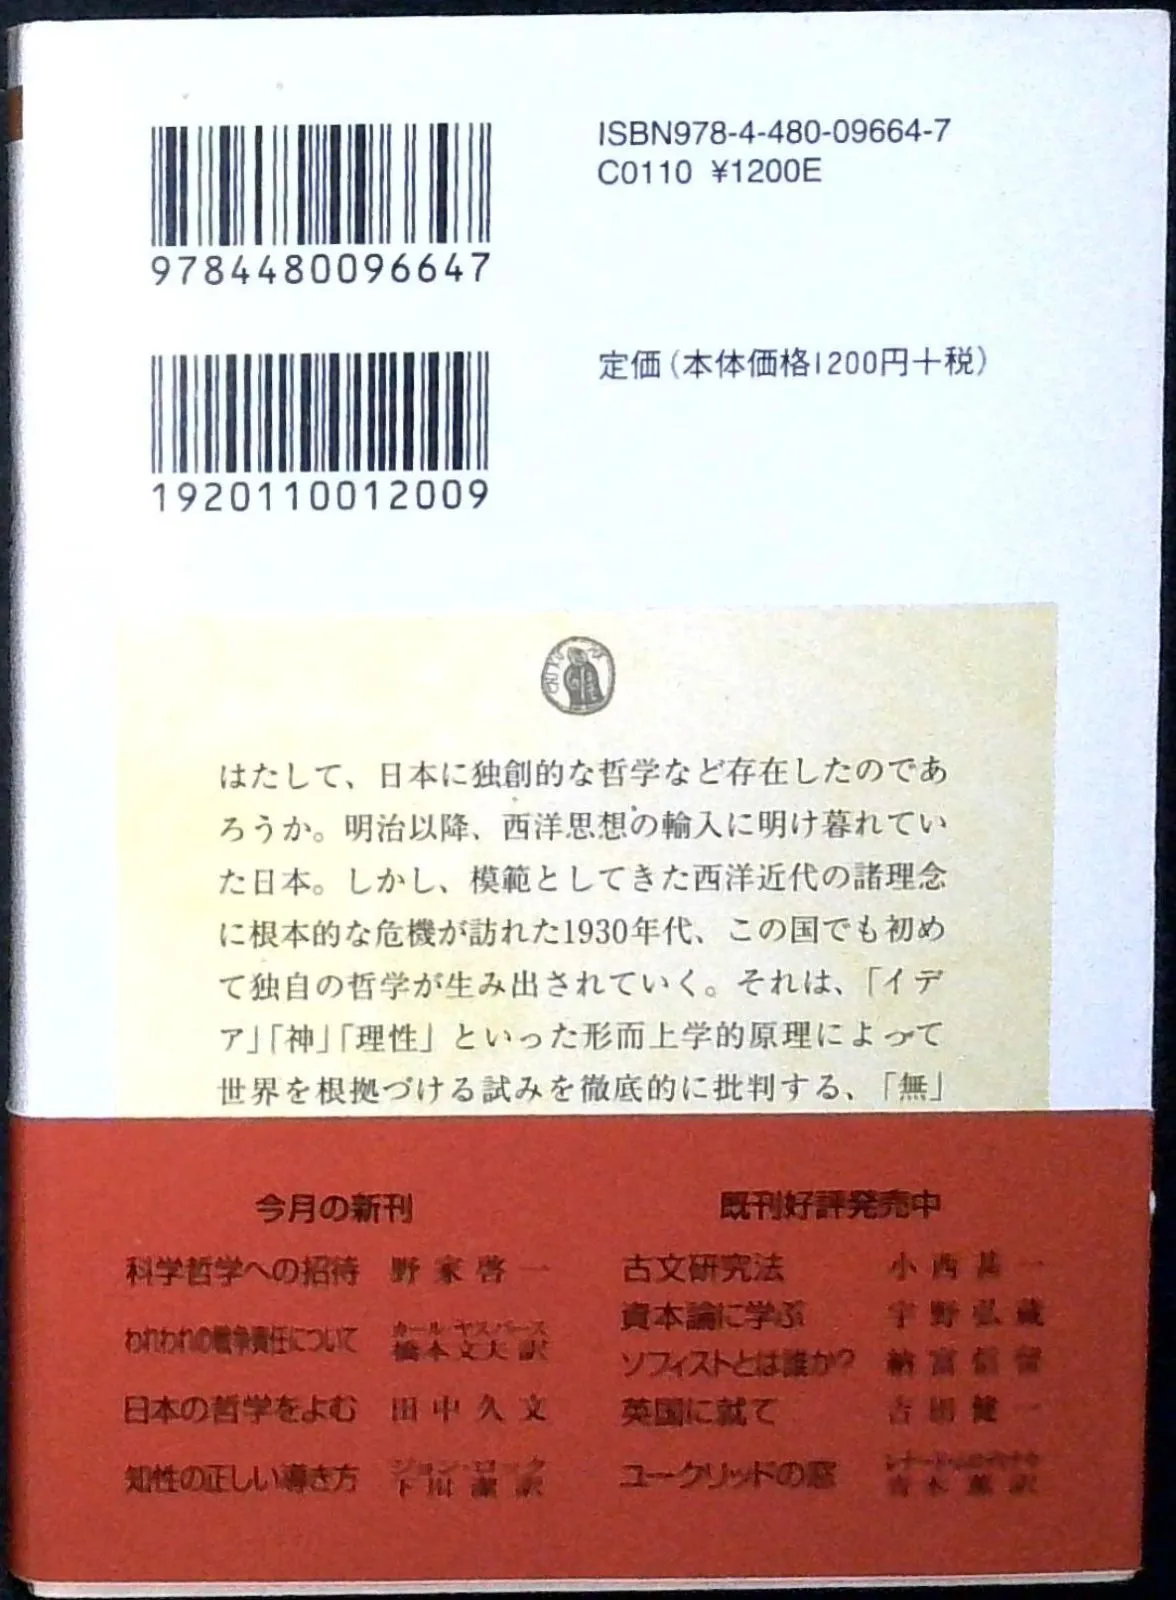 ISBN978-4-480-09664-7
C0110 ¥1200E
9784480096647
定価(本体価格1200円+税)
1920110012009
はたして、日本に独創的な哲学など存在したのであ
ろうか。明治以降、西洋思想の輸入に明け暮れてい
た日本。しかし、模範としてきた西洋近代の諸理念
に根本的な危機が訪れた1930年代、この国でも初め
て独自の哲学が生み出されていく。それは、「イデ
ア」「神」「理性」といった形而上学的原理によって
世界を根拠づける試みを徹底的に批判する、「無」
今月の新刊
科学哲学への招待 野家啓一
われわれの戦争責任について カール・ヤスパース
橋本文夫訳
日本の哲学をよむ 田中久文
知性の正しい導き方 ジョン・ロック
下川潔訳
既刊好評発売中
古文研究法 小西甚一
資本論に学ぶ 宇野弘蔵
ソフィストとは誰か? 納富信留
英国に就て 吉田健一
ユークリッドの窓
青木薫訳